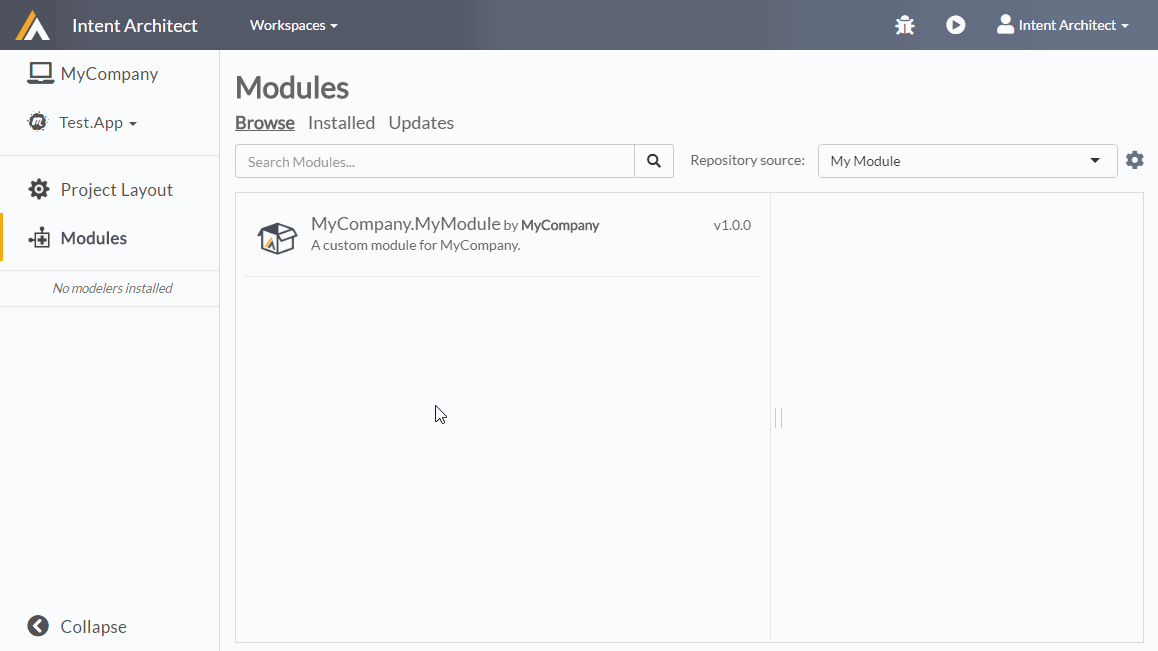 Intent Architect
Workspaces
Intent Architect
MyCompany
Test.App
Project Layout
Modules
No modelers installed
Collapse
Modules
Browse Installed Updates
Search Modules...
Repository source:
My Module
MyCompany.MyModule by MyCompany
v1.0.0
A custom module for MyCompany.